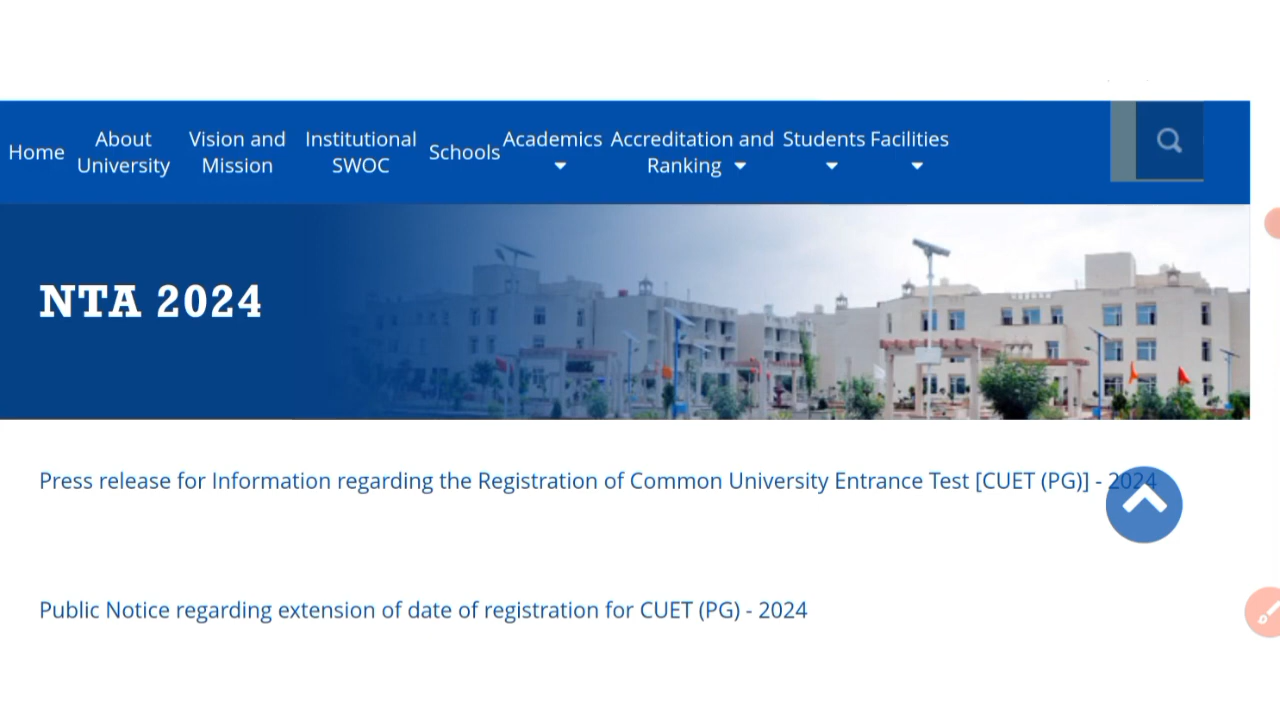 Home
About University
Vision and Mission
Institutional SWOC
Schools
Academics
Accreditation and Ranking
Students
Facilities
NTA 2024
Press release for Information regarding the Registration of Common University Entrance Test [CUET (PG)] - 2024
Public Notice regarding extension of date of registration for CUET (PG) - 2024